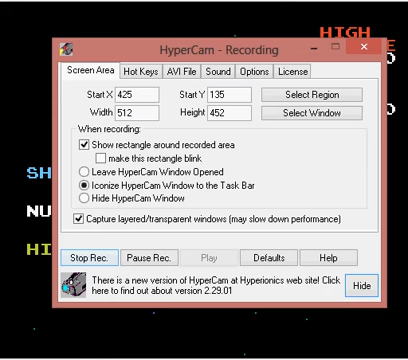 HIGH
HyperCam - Recording
Screen Area Hot Keys AVI File Sound Options License
Start X 425 Start Y 135 Select Region
Width 512 Height 452 Select Window
When recording:
Show rectangle around recorded area
make this rectangle blink
Leave HyperCam Window Opened
Iconize HyperCam Window to the Task Bar
Hide HyperCam Window
Capture layered/transparent windows (may slow down performance)
SH
NU
HI
Stop Rec. Pause Rec. Play Defaults Help
There is a new version of HyperCam at Hyperionics web site! Click
here to find out about version 2.29.01
Hide